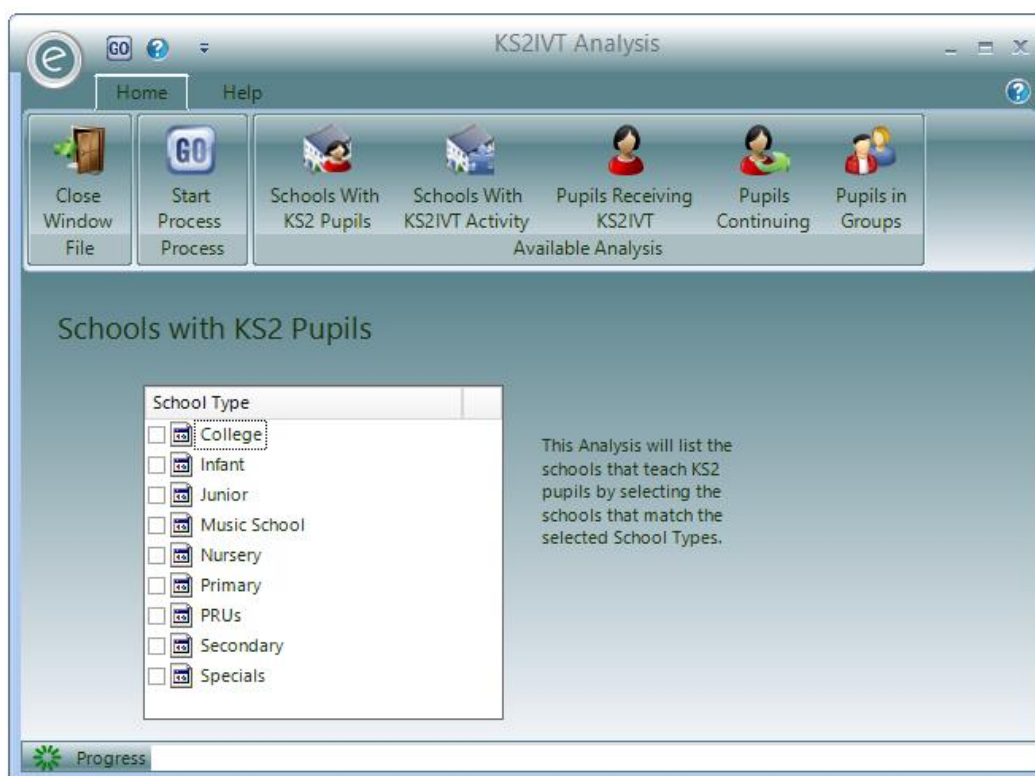 e GO KS2IVT Analysis
Home Help
GO
Close Window
Start Process
Schools With KS2 Pupils
Schools With KS2IVT Activity
Pupils Receiving KS2IVT
Pupils Continuing
Pupils in Groups
File Process Available Analysis
Schools with KS2 Pupils
School Type
College
Infant
Junior
Music School
Nursery
Primary
PRUs
Secondary
Specials
This Analysis will list the
schools that teach KS2
pupils by selecting the
schools that match the
selected School Types.
Progress